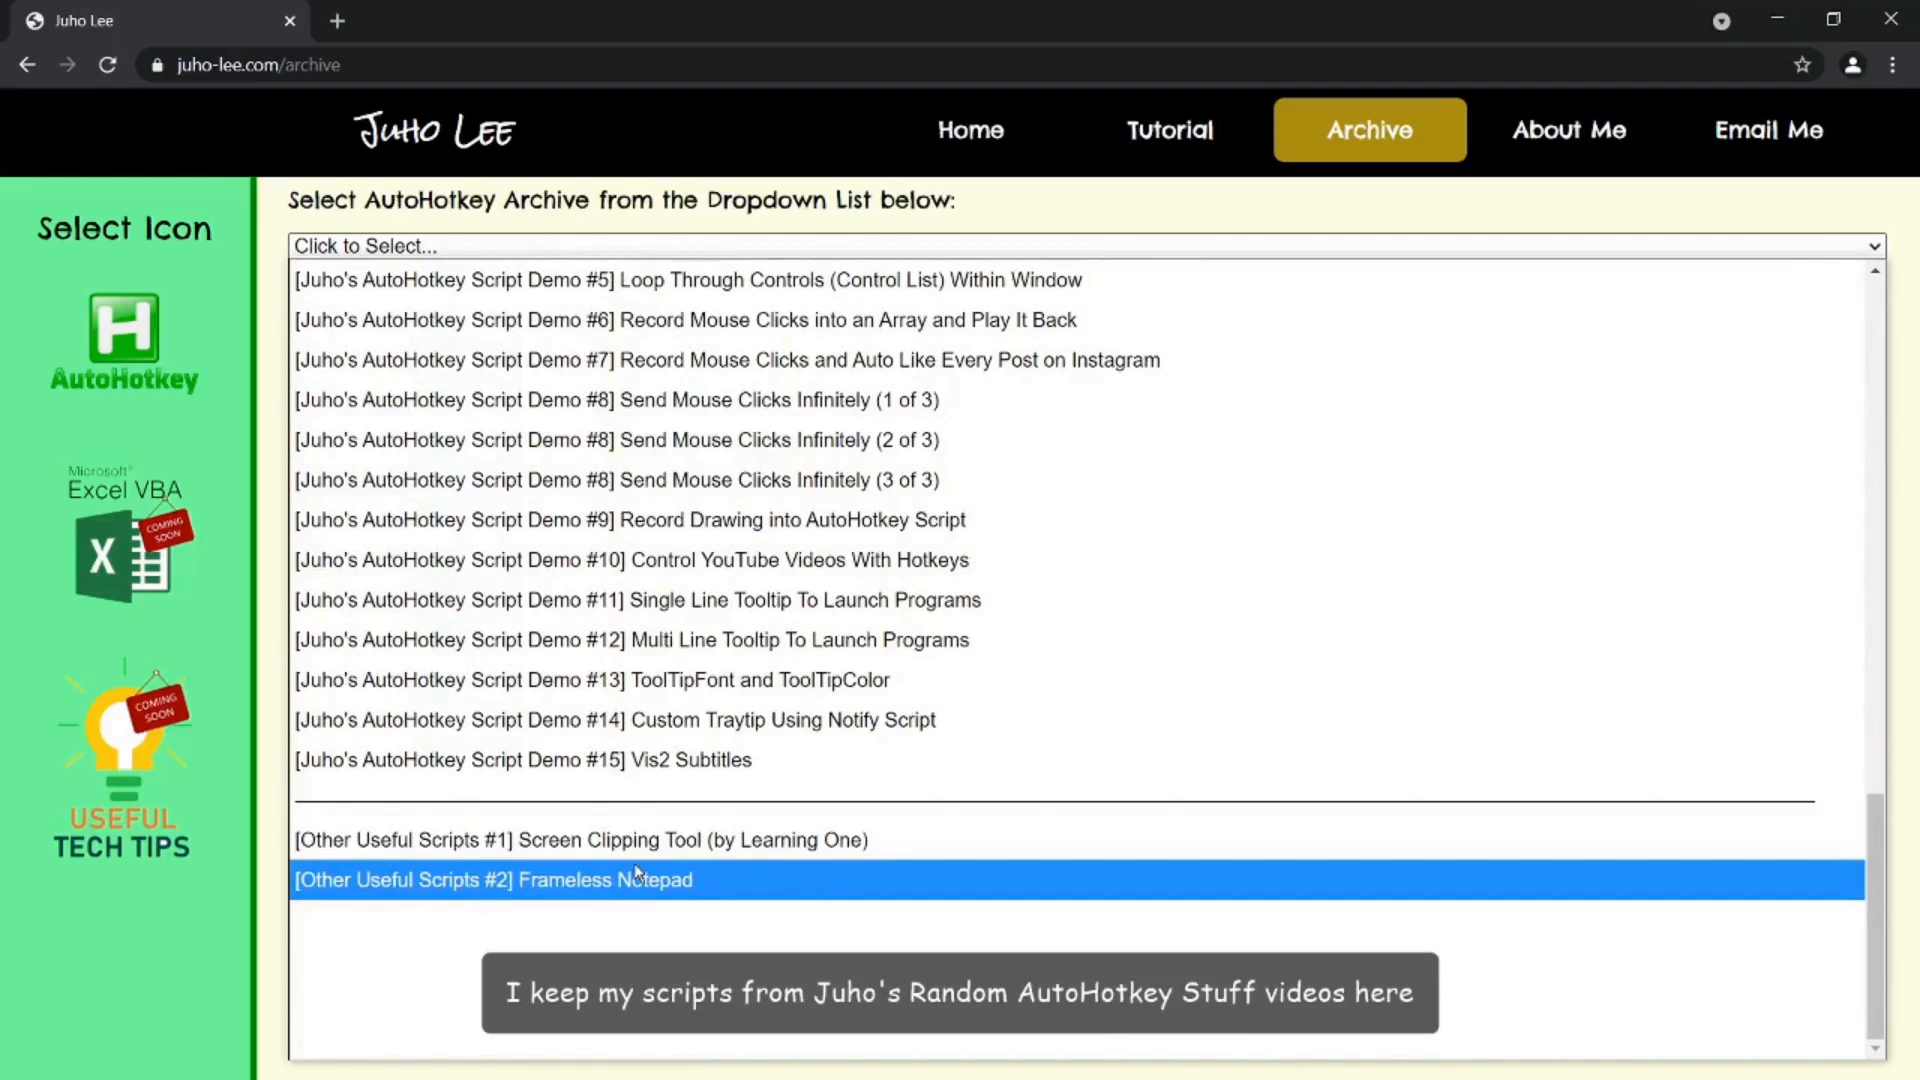 Juho Lee
juho-lee.com/archive
Juho Lee
Home
Tutorial
Archive
About Me
Email Me
Select Icon
AutoHotkey
Microsoft®
Excel VBA
COMING
SOON
X
COMING
SOON
USEFUL
TECH TIPS
Select AutoHotkey Archive from the Dropdown List below:
Click to Select...
[Juho's AutoHotkey Script Demo #5] Loop Through Controls (Control List) Within Window
[Juho's AutoHotkey Script Demo #6] Record Mouse Clicks into an Array and Play It Back
[Juho's AutoHotkey Script Demo #7] Record Mouse Clicks and Auto Like Every Post on Instagram
[Juho's AutoHotkey Script Demo #8] Send Mouse Clicks Infinitely (1 of 3)
[Juho's AutoHotkey Script Demo #8] Send Mouse Clicks Infinitely (2 of 3)
[Juho's AutoHotkey Script Demo #8] Send Mouse Clicks Infinitely (3 of 3)
[Juho's AutoHotkey Script Demo #9] Record Drawing into AutoHotkey Script
[Juho's AutoHotkey Script Demo #10] Control YouTube Videos With Hotkeys
[Juho's AutoHotkey Script Demo #11] Single Line Tooltip To Launch Programs
[Juho's AutoHotkey Script Demo #12] Multi Line Tooltip To Launch Programs
[Juho's AutoHotkey Script Demo #13] ToolTipFont and ToolTipColor
[Juho's AutoHotkey Script Demo #14] Custom Traytip Using Notify Script
[Juho's AutoHotkey Script Demo #15] Vis2 Subtitles
[Other Useful Scripts #1] Screen Clipping Tool (by Learning One)
[Other Useful Scripts #2] Frameless Notepad
I keep my scripts from Juho's Random AutoHotkey Stuff videos here